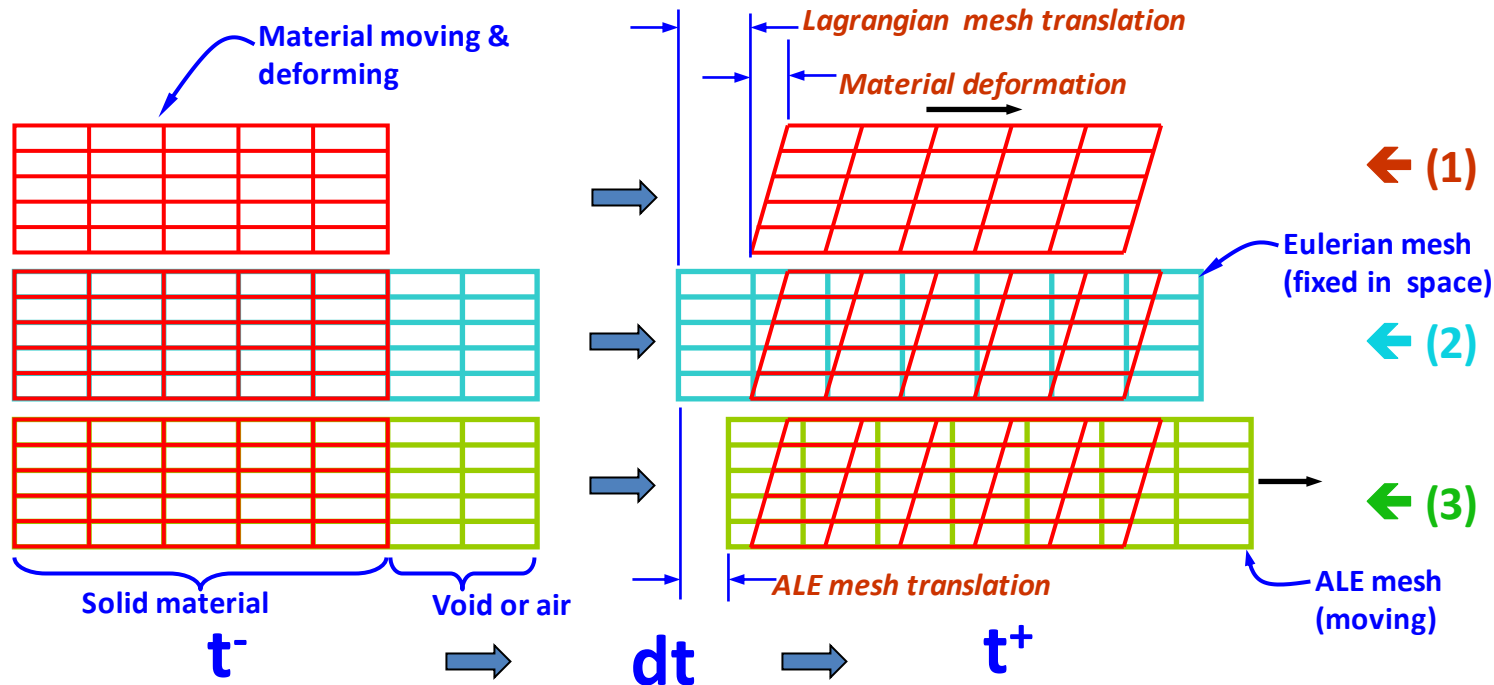 Lagrangian mesh translation
Material moving &
deforming
Material deformation
🡸 (1)
Eulerian mesh
(fixed in space)
🡸 (2)
🡸 (3)
ALE mesh translation
ALE mesh
(moving)
Solid material
Void or air
t⁻
dt
t⁺